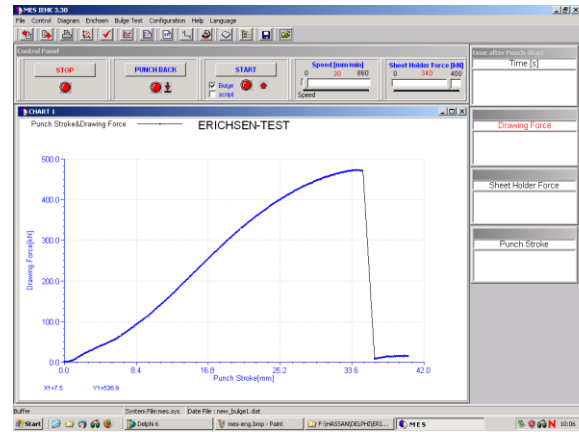 MES IEHK 3.30
File Control Diagram Erichsen Bulge Test Configuration Help Language
Control Panel
STOP
PUNCH BACK
START
Bulge
script
Speed [mm/min]
0 30 860
Speed
Sheet Holder Force [kN]
0 340 400
time after Punch-Start
Time [s]
Drawing Force
Sheet Holder Force
Punch Stroke
CHART 1
Punch Stroke&Drawing Force
ERICHSEN-TEST
Drawing Force[kN]
500.0
400.0
300.0
200.0
100.0
0.0
0.0 8.4 16.8 25.2 33.6 42.0
Punch Stroke[mm]
X1=7.5 Y1=536.9
Buffer
System File:mes.sys Date File : new_bulge1.dat
Start
Delphi 6
mes-eng.bmp - Paint
F:\HASSAN\DELPHI\ERI...
MES
10:06